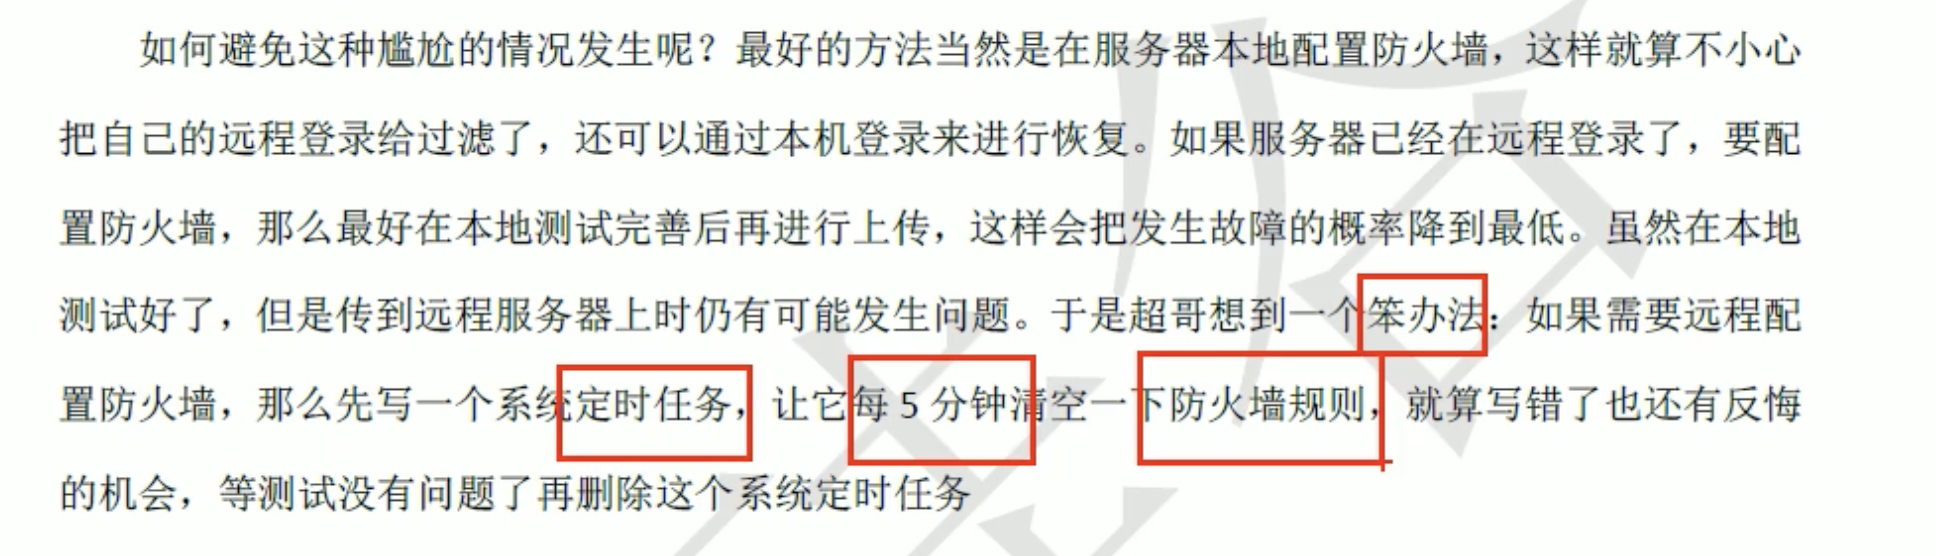 如何避免这种尴尬的情况发生呢？最好的方法当然是在服务器本地配置防火墙，这样就算不小心
把自己的远程登录给过滤了，还可以通过本机登录来进行恢复。如果服务器已经在远程登录了，要配
置防火墙，那么最好在本地测试完善后再进行上传，这样会把发生故障的概率降到最低。虽然在本地
测试好了，但是传到远程服务器上时仍有可能发生问题。于是超哥想到一个笨办法：如果需要远程配
置防火墙，那么先写一个系统定时任务，让它每 5 分钟清空一下防火墙规则，就算写错了也还有反悔
的机会，等测试没有问题了再删除这个系统定时任务